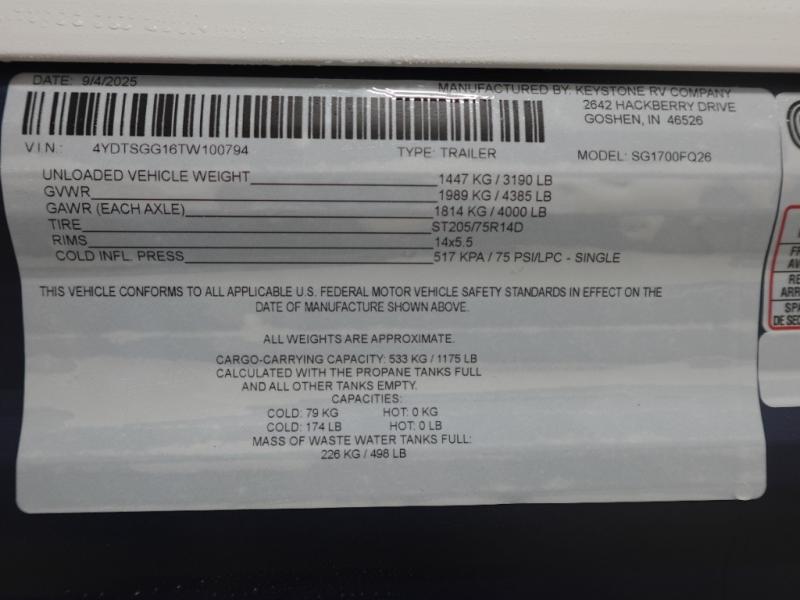 DATE: 9/4/2025
MANUFACTURED BY: KEYSTONE RV COMPANY
2642 HACKBERRY DRIVE
GOSHEN, IN 46526
V I N : 4YDTSGG16TW100794 TYPE: TRAILER MODEL: SG1700FQ26
UNLOADED VEHICLE WEIGHT 1447 KG / 3190 LB
GVWR 1989 KG / 4385 LB
GAWR (EACH AXLE) 1814 KG / 4000 LB
TIRE ST205/75R14D
RIMS 14x5.5
COLD INFL. PRESS 517 KPA / 75 PSI/LPC - SINGLE
THIS VEHICLE CONFORMS TO ALL APPLICABLE U.S. FEDERAL MOTOR VEHICLE SAFETY STANDARDS IN EFFECT ON THE
DATE OF MANUFACTURE SHOWN ABOVE.
ALL WEIGHTS ARE APPROXIMATE.
CARGO-CARRYING CAPACITY: 533 KG / 1175 LB
CALCULATED WITH THE PROPANE TANKS FULL
AND ALL OTHER TANKS EMPTY.
CAPACITIES:
COLD: 79 KG HOT: 0 KG
COLD: 174 LB HOT: 0 LB
MASS OF WASTE WATER TANKS FULL:
226 KG / 498 LB
DE SEC